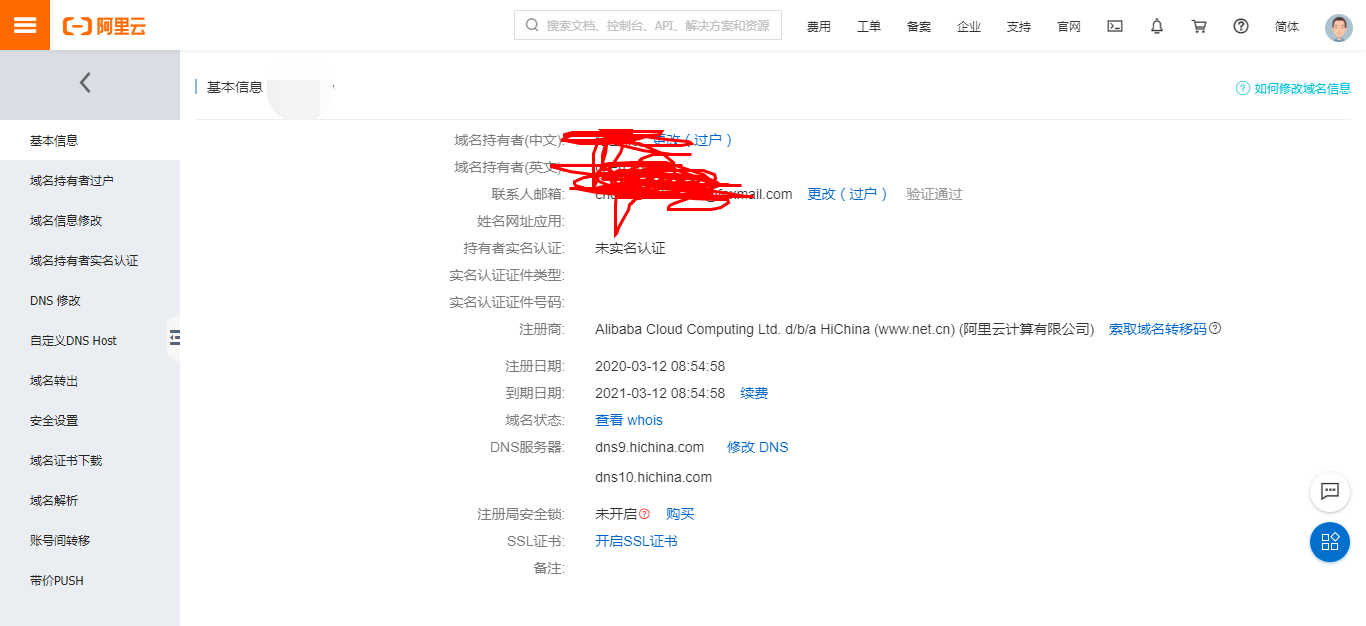 阿里云
搜索文档、控制台、API、解决方案和资源
费用 工单 备案 企业 支持 官网 简体
基本信息
如何修改域名信息
基本信息
域名持有者过户
域名信息修改
域名持有者实名认证
DNS 修改
自定义DNS Host
域名转出
安全设置
域名证书下载
域名解析
账号间转移
带价PUSH
域名持有者(中文): 更改（过户）
域名持有者(英文):
联系人邮箱: mail.com 更改（过户） 验证通过
姓名网址应用:
持有者实名认证: 未实名认证
实名认证证件类型:
实名认证证件号码:
注册商: Alibaba Cloud Computing Ltd. d/b/a HiChina (www.net.cn) (阿里云计算有限公司) 索取域名转移码
注册日期: 2020-03-12 08:54:58
到期日期: 2021-03-12 08:54:58 续费
域名状态: 查看 whois
DNS服务器: dns9.hichina.com 修改 DNS
dns10.hichina.com
注册局安全锁: 未开启 购买
SSL证书: 开启SSL证书
备注: